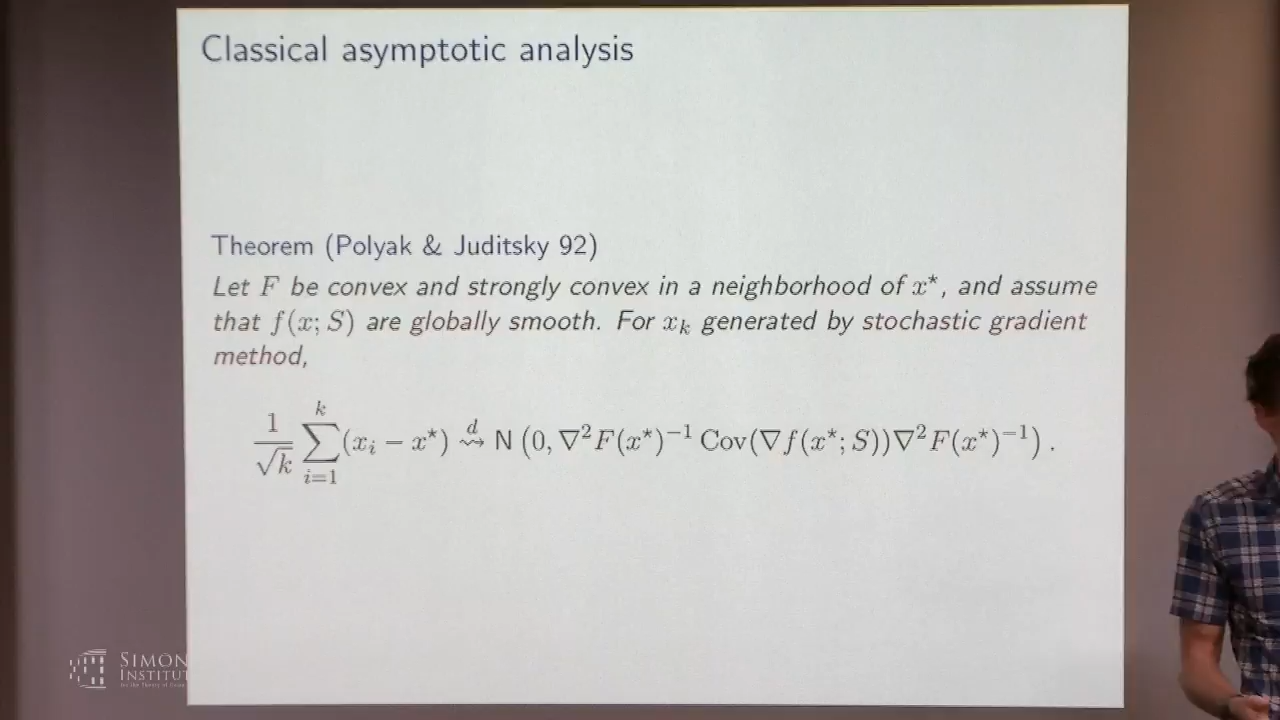 Classical asymptotic analysis
Theorem (Polyak & Juditsky 92)
Let F be convex and strongly convex in a neighborhood of x*, and assume
that f(x; S) are globally smooth. For x_k generated by stochastic gradient
method,
1/√k ∑_{i=1}^{k} (x_i − x*) ⇝^d N (0, ∇²F(x*)⁻¹ Cov(∇f(x*; S))∇²F(x*)⁻¹) .
SIMON
INSTITUT